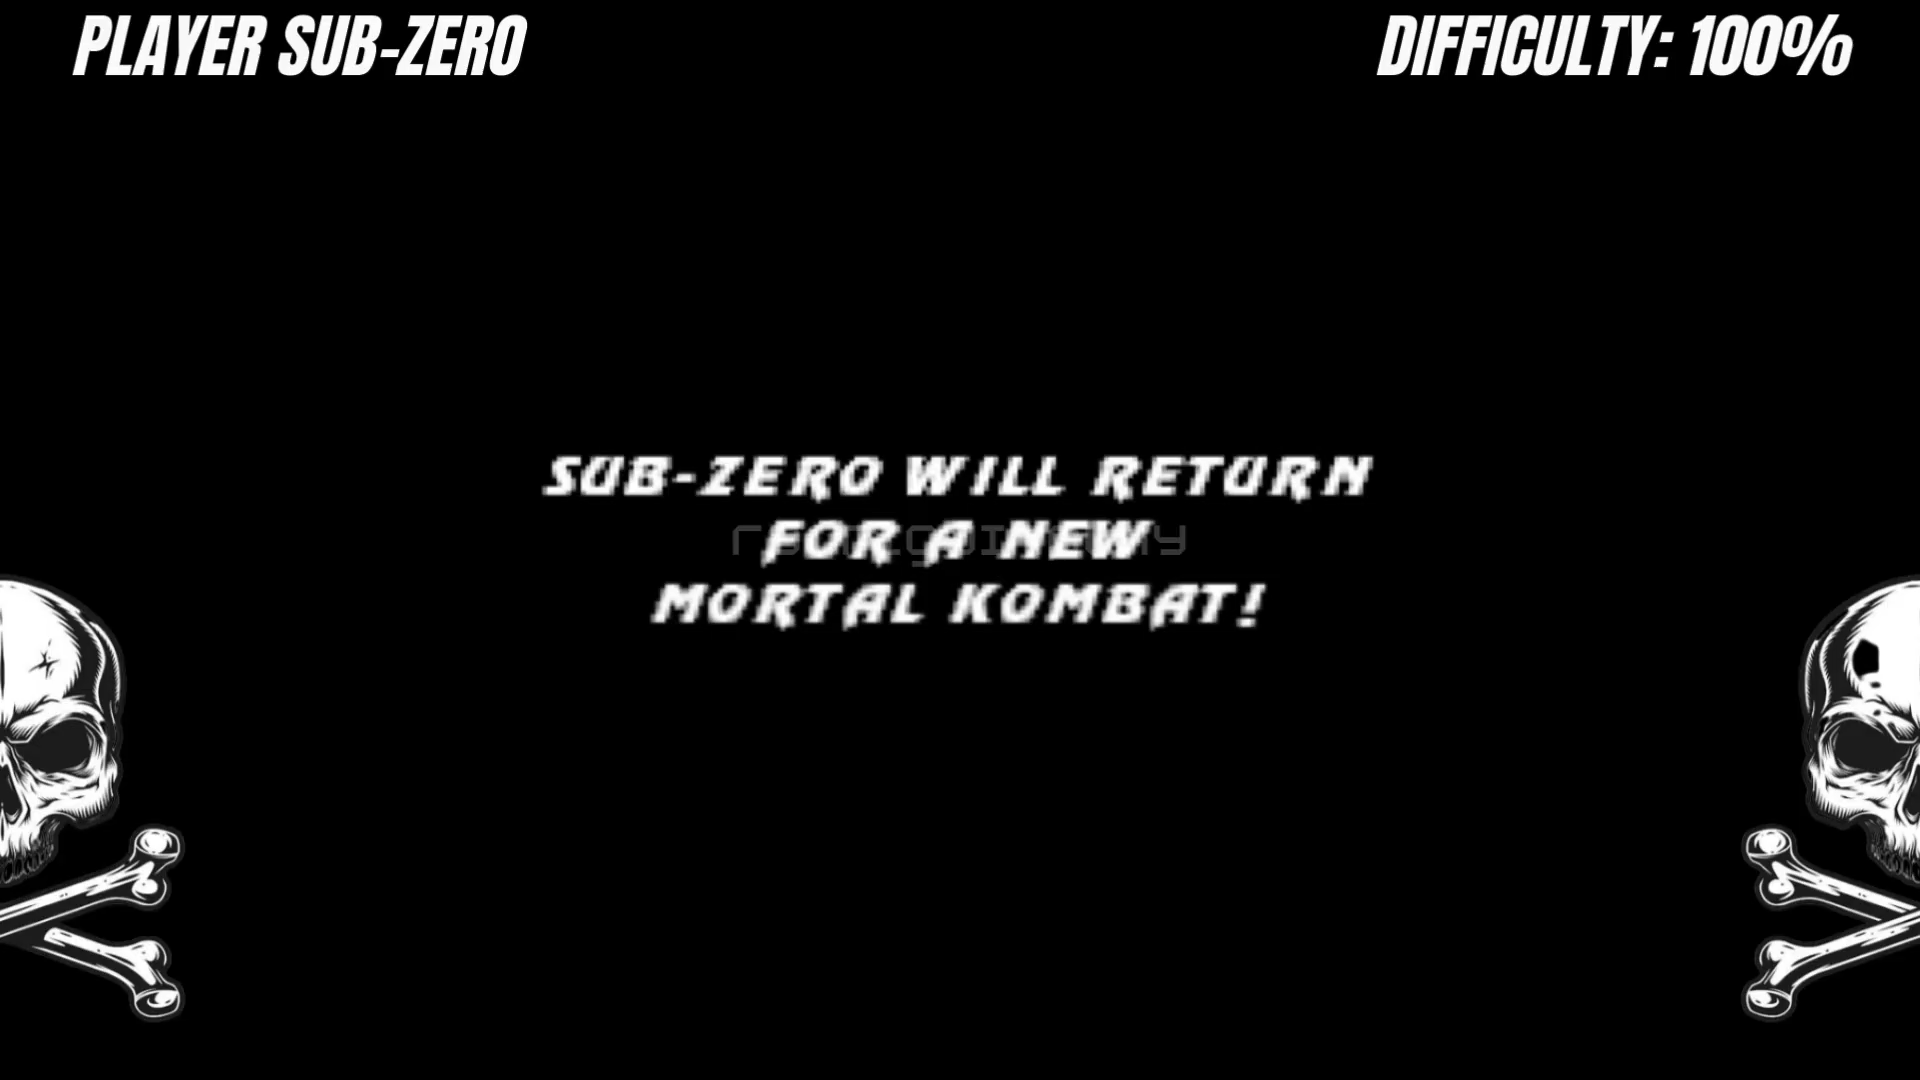 PLAYER SUB-ZERO
DIFFICULTY: 100%
SUB-ZERO WILL RETURN
FOR A NEW
MORTAL KOMBAT!